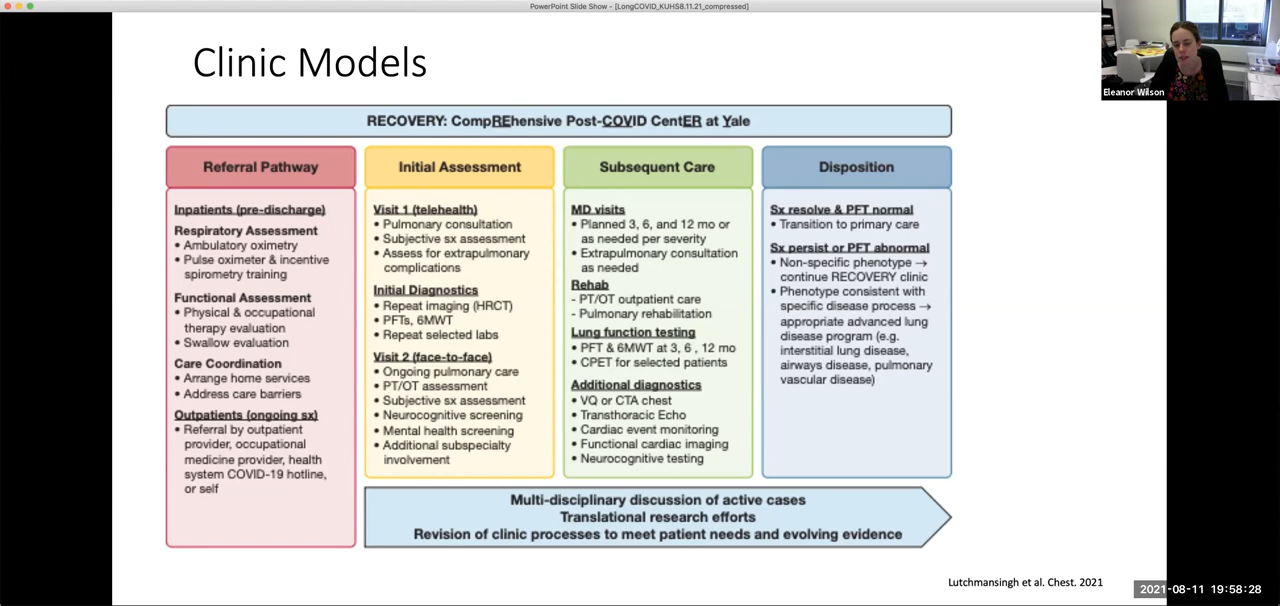 PowerPoint Slide Show - [LongCOVID_KUHS8.11.21_compressed]
Eleanor Wilson
Clinic Models
RECOVERY: CompREhensive Post-COVID CentER at Yale
Referral Pathway
Inpatients (pre-discharge)
Respiratory Assessment
• Ambulatory oximetry
• Pulse oximeter & incentive
spirometry training
Functional Assessment
• Physical & occupational
therapy evaluation
• Swallow evaluation
Care Coordination
• Arrange home services
• Address care barriers
Outpatients (ongoing sx)
• Referral by outpatient
provider, occupational
medicine provider, health
system COVID-19 hotline,
or self
Initial Assessment
Visit 1 (telehealth)
• Pulmonary consultation
• Subjective sx assessment
• Assess for extrapulmonary
complications
Initial Diagnostics
• Repeat imaging (HRCT)
• PFTs, 6MWT
• Repeat selected labs
Visit 2 (face-to-face)
• Ongoing pulmonary care
• PT/OT assessment
• Subjective sx assessment
• Neurocognitive screening
• Mental health screening
• Additional subspecialty
involvement
Subsequent Care
MD visits
• Planned 3, 6, and 12 mo or
as needed per severity
• Extrapulmonary consultation
as needed
Rehab
- PT/OT outpatient care
- Pulmonary rehabilitation
Lung function testing
• PFT & 6MWT at 3, 6 , 12 mo
• CPET for selected patients
Additional diagnostics
• VQ or CTA chest
• Transthoracic Echo
• Cardiac event monitoring
• Functional cardiac imaging
• Neurocognitive testing
Disposition
Sx resolve & PFT normal
• Transition to primary care
Sx persist or PFT abnormal
• Non-specific phenotype →
continue RECOVERY clinic
• Phenotype consistent with
specific disease process →
appropriate advanced lung
disease program (e.g.
interstitial lung disease,
airways disease, pulmonary
vascular disease)
Multi-disciplinary discussion of active cases
Translational research efforts
Revision of clinic processes to meet patient needs and evolving evidence
Lutchmansingh et al. Chest. 2021
2021-08-11 19:58:28